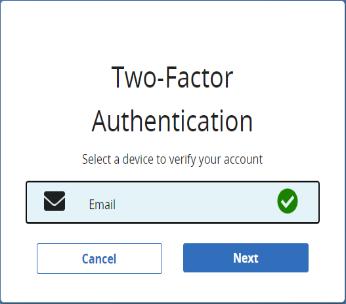 Two-Factor
Authentication
Select a device to verify your account
Email
Cancel
Next